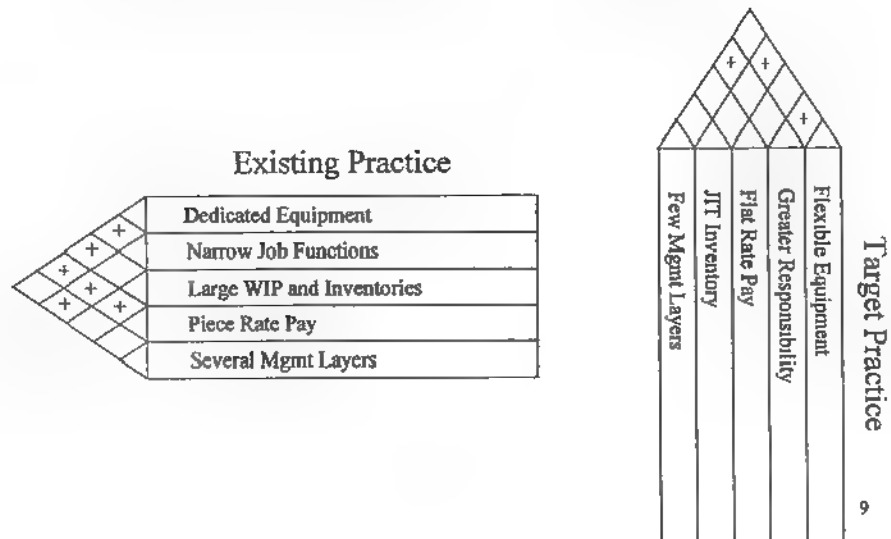 Existing Practice
Dedicated Equipment
Narrow Job Functions
Large WIP and Inventories
Piece Rate Pay
Several Mgmt Layers
+
+
+
+
+
+
Few Mgmt Layers
JIT Inventory
Flat Rate Pay
Greater Responsibility
Flexible Equipment
+ +
+
Target Practice
9